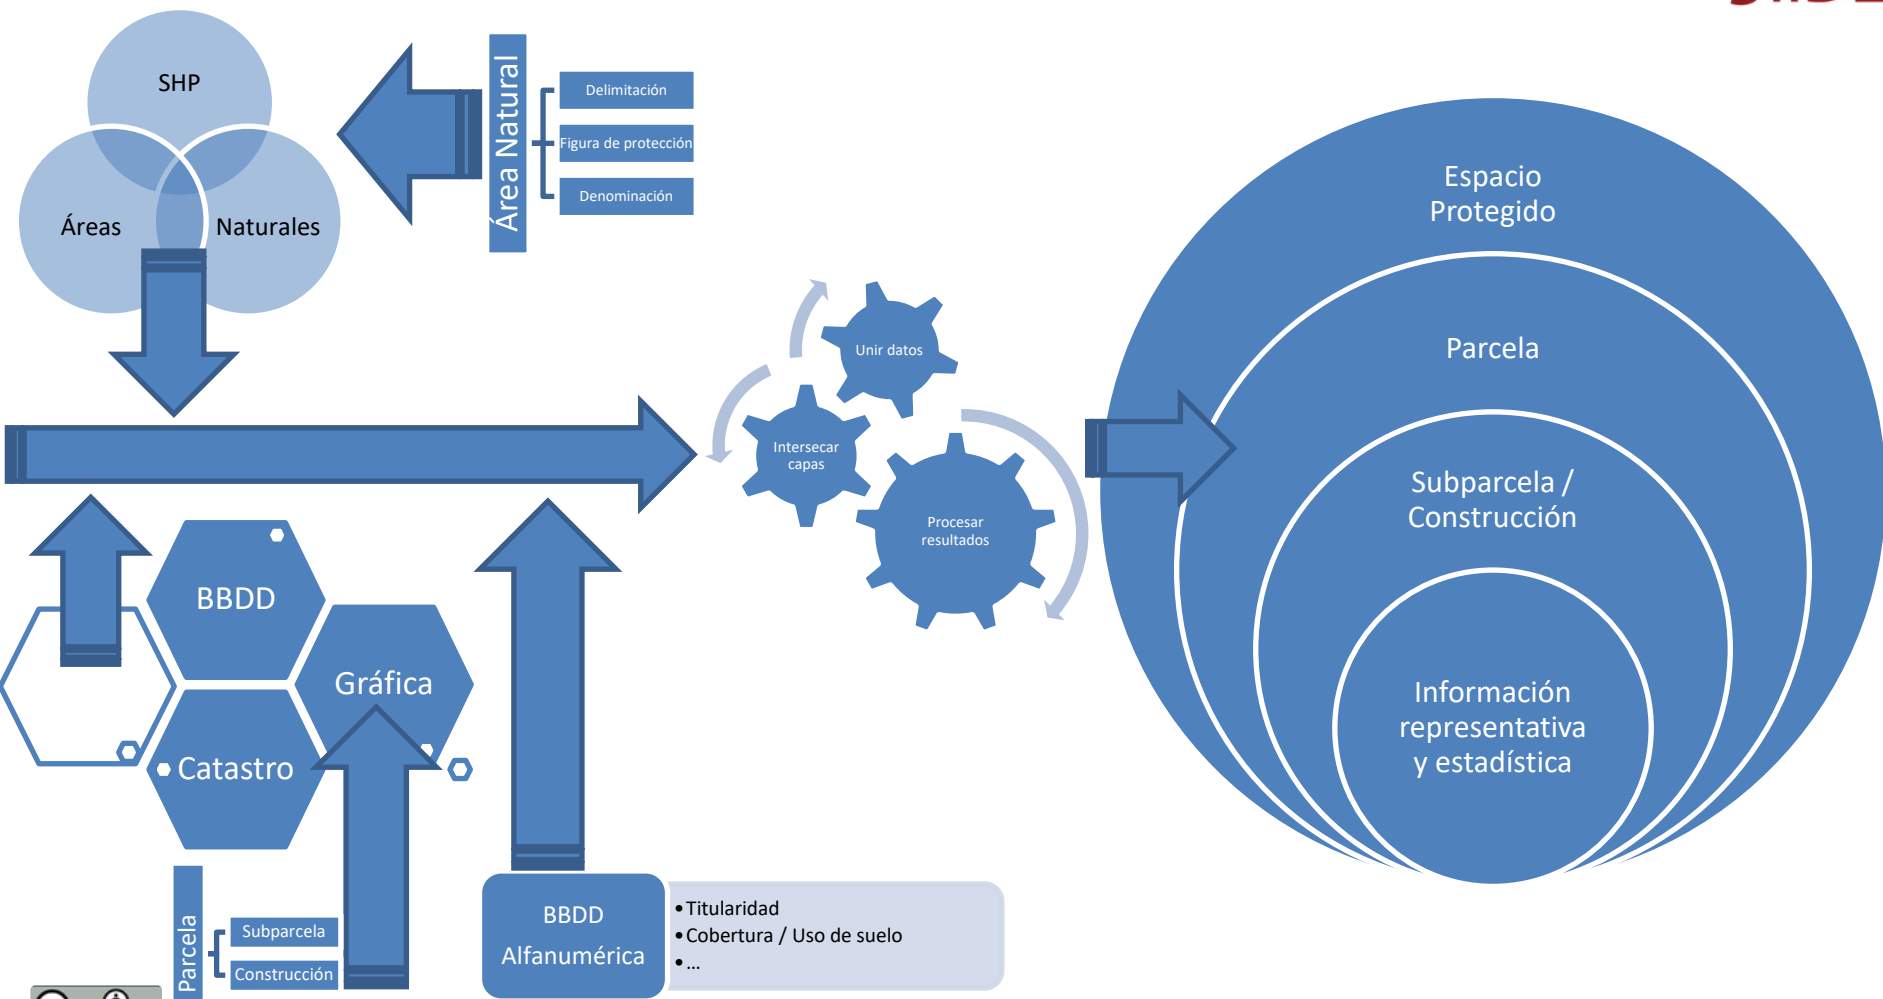 SHP
Áreas
Naturales
Área Natural
Delimitación
Figura de protección
Denominación
Unir datos
Intersecar
capas
Procesar
resultados
Espacio
Protegido
Parcela
Subparcela /
Construcción
Información
representativa
y estadística
BBDD
Gráfica
Catastro
Parcela
Subparcela
Construcción
BBDD
Alfanumérica
•Titularidad
•Cobertura / Uso de suelo
•...